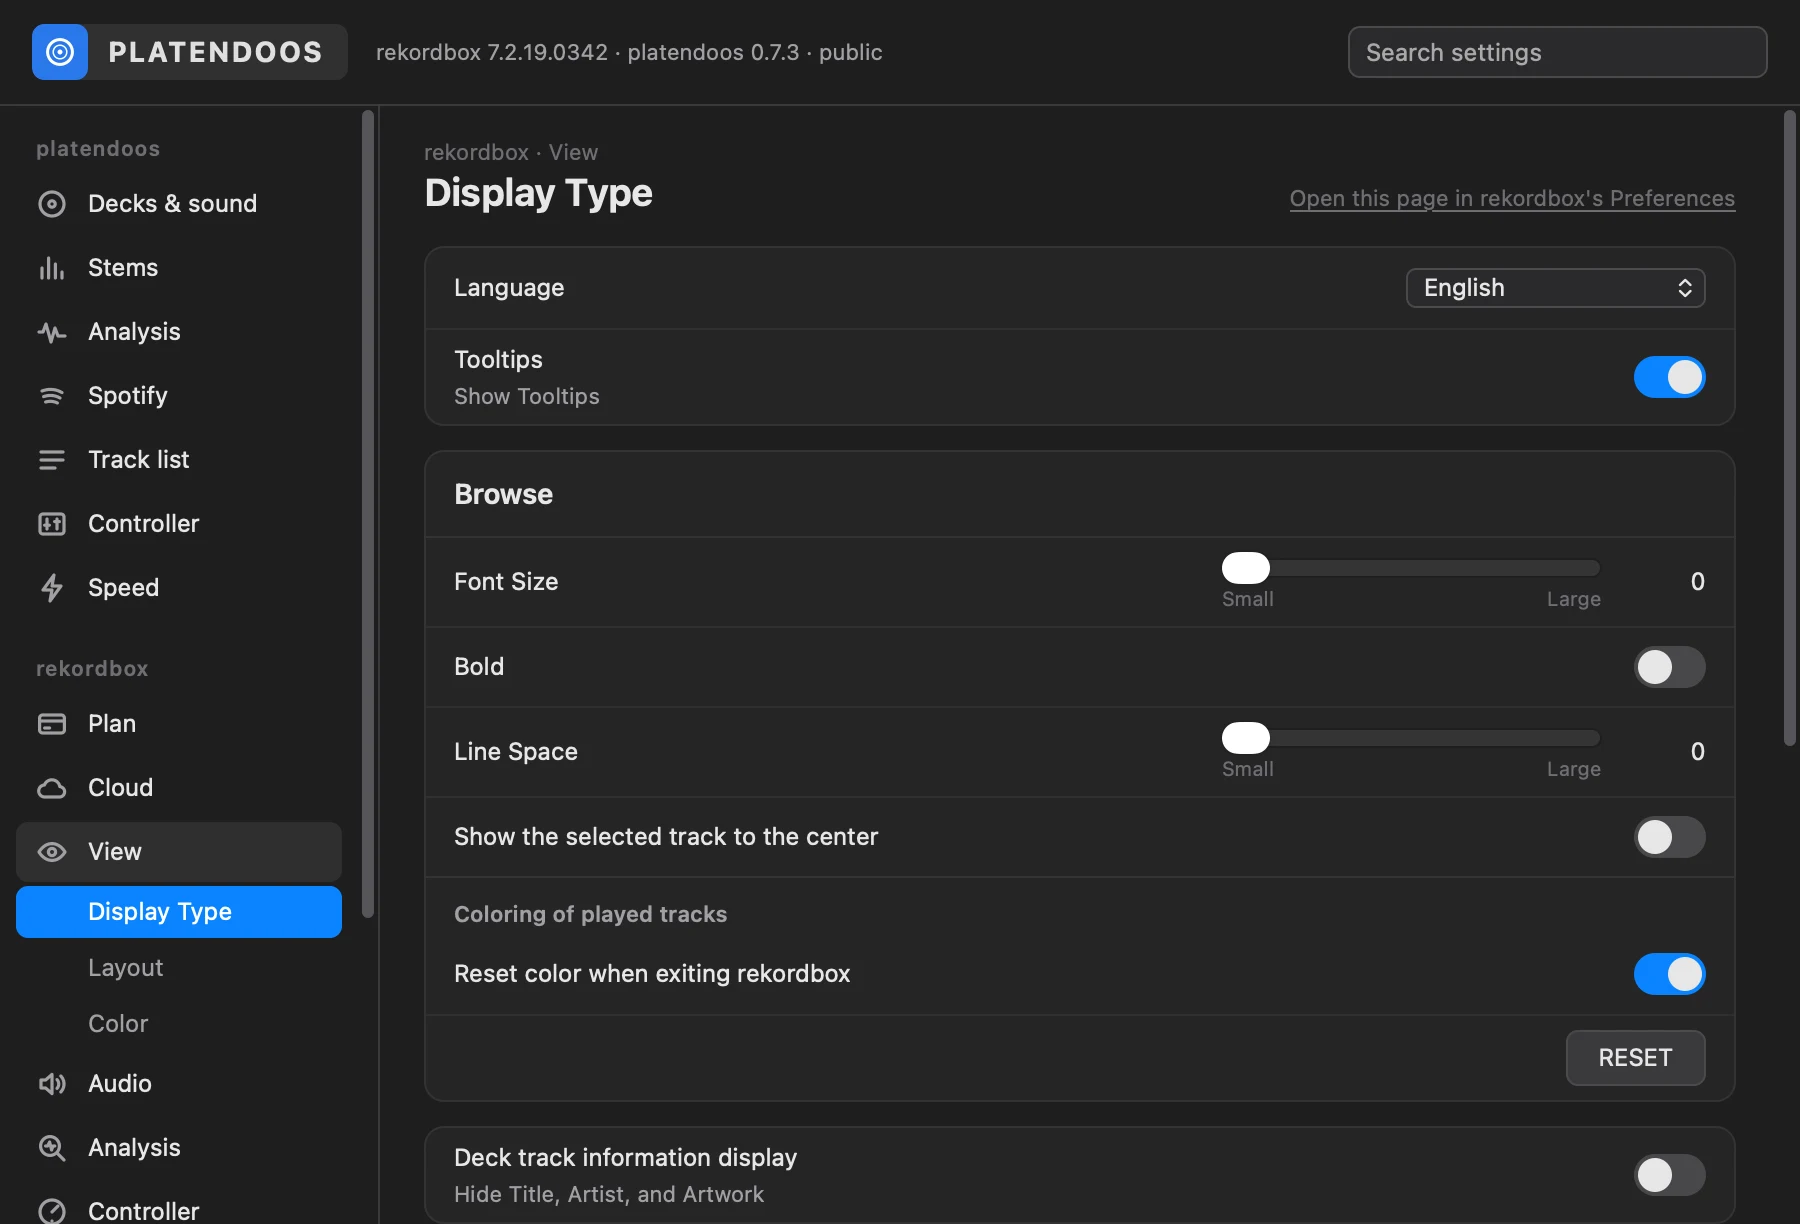 PLATENDOOS
rekordbox 7.2.19.0342 · platendoos 0.7.3 · public
Search settings
platendoos
Decks & sound
Stems
Analysis
Spotify
Track list
Controller
Speed
rekordbox
Plan
Cloud
View
Display Type
Layout
Color
Audio
Analysis
Controller
rekordbox · View
Display Type
Open this page in rekordbox's Preferences
Language
English
Tooltips
Show Tooltips
Browse
Font Size
Small
Large
0
Bold
Line Space
Small
Large
0
Show the selected track to the center
Coloring of played tracks
Reset color when exiting rekordbox
RESET
Deck track information display
Hide Title, Artist, and Artwork